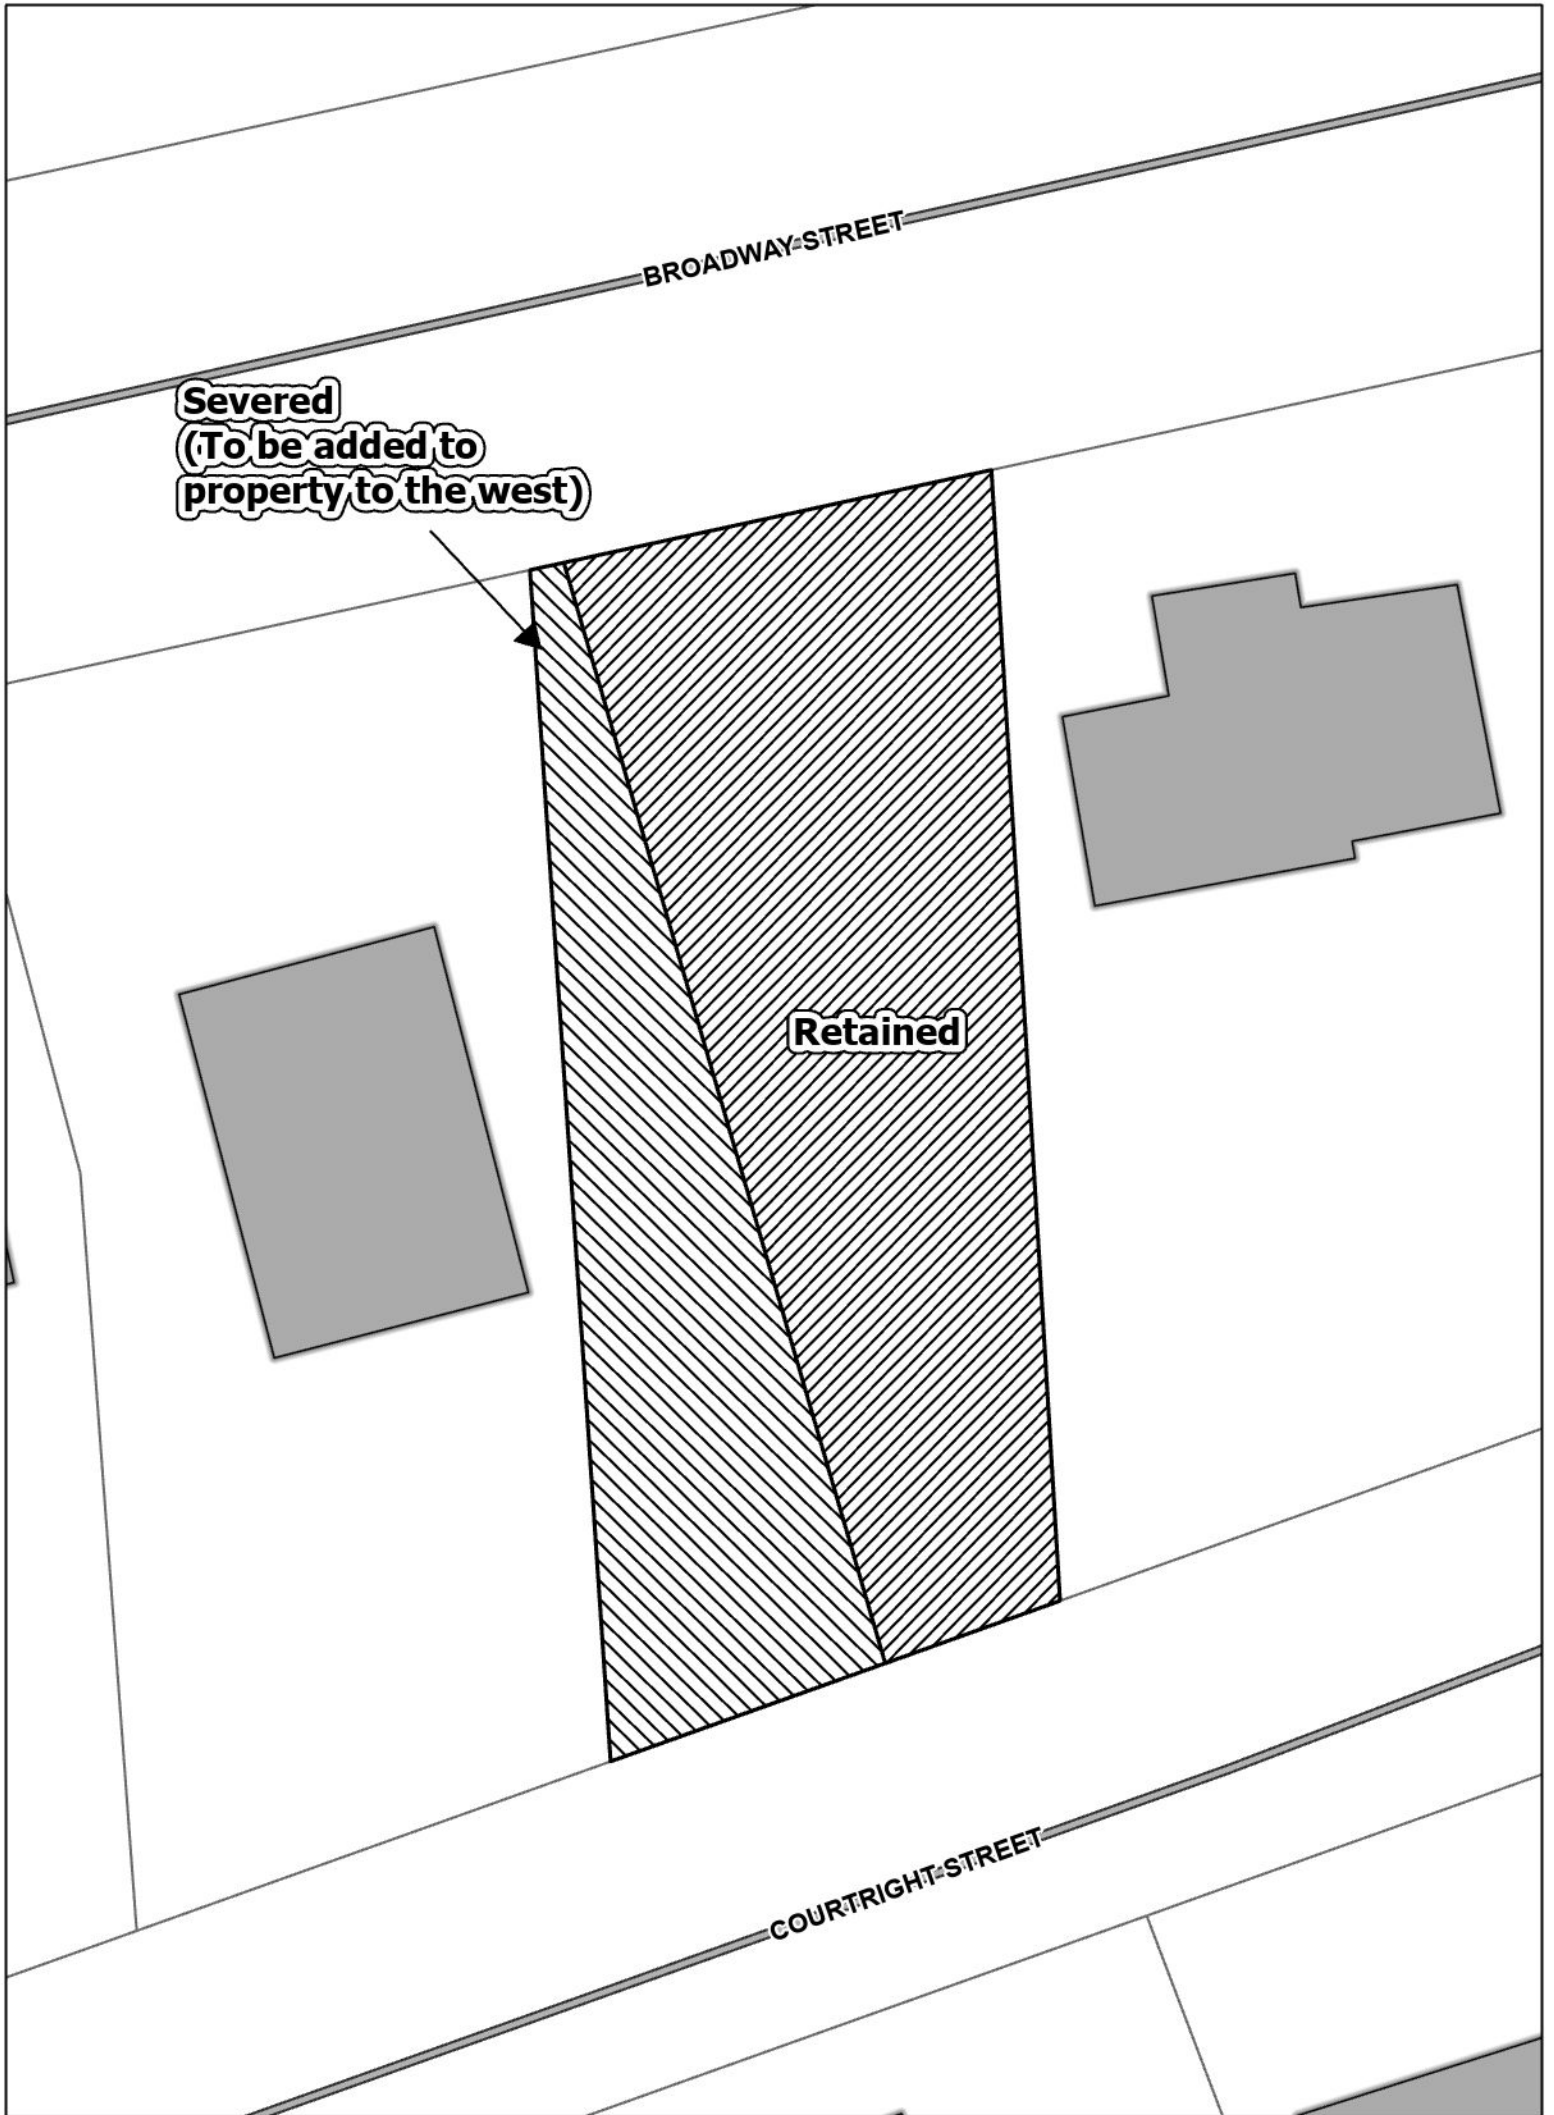 BROADWAY STREET
Severed
(To be added to
property to the west)
Retained
COURTRIGHT STREET